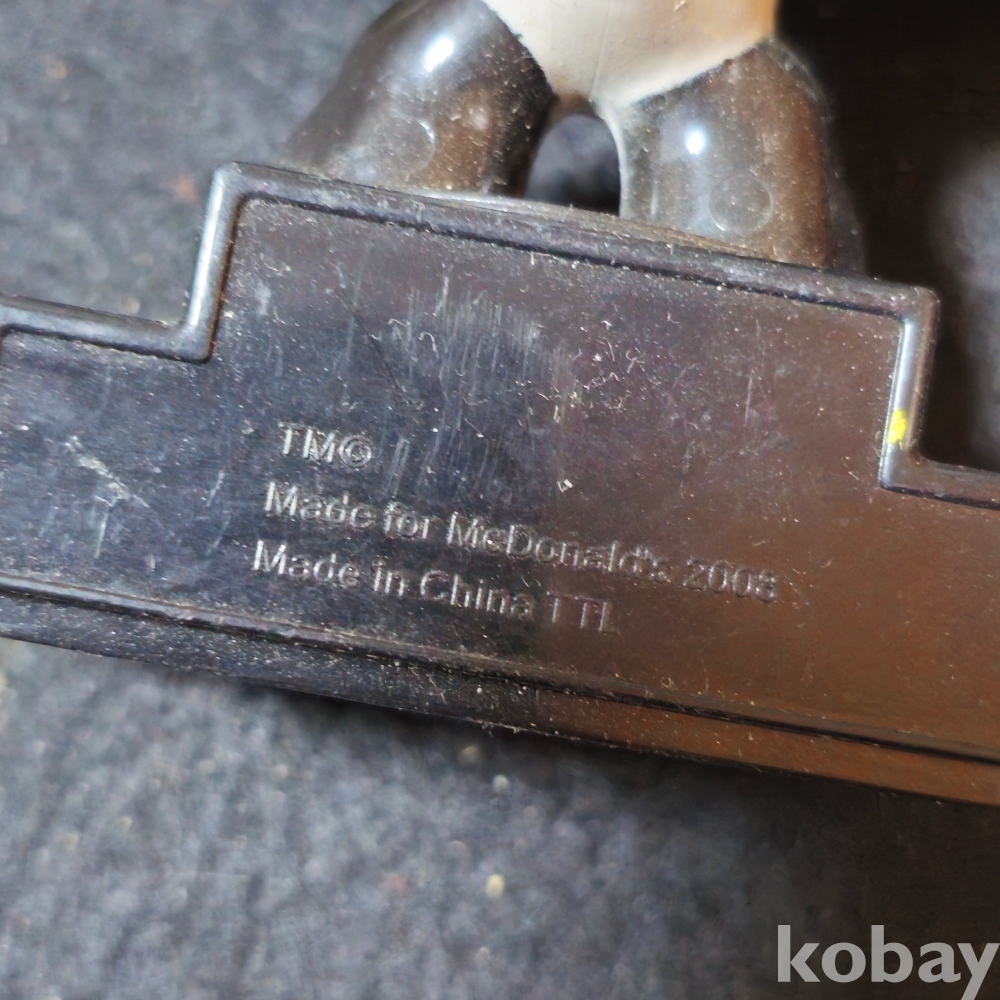 TM©
Made for McDonald's 2008
Made in China TTL
kobay